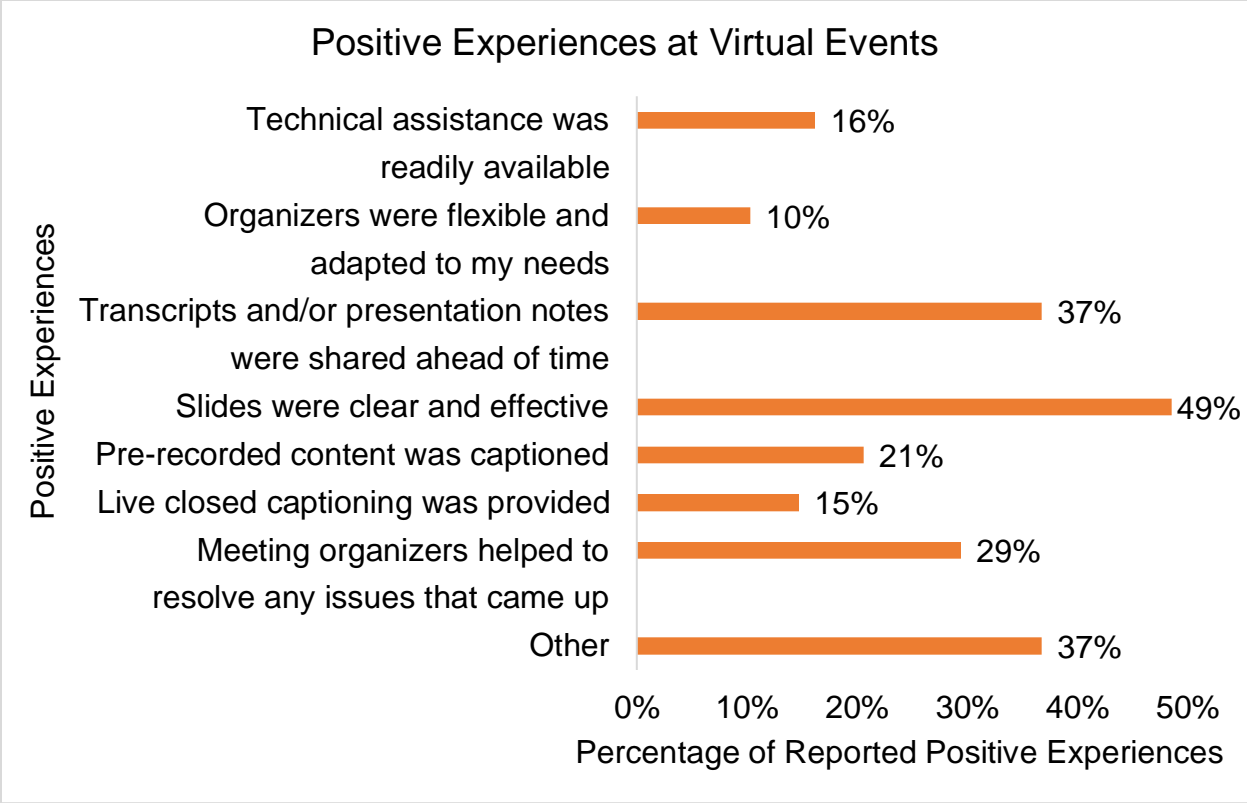 Positive Experiences at Virtual Events
Positive Experiences
Technical assistance was
readily available
16%
Organizers were flexible and
adapted to my needs
10%
Transcripts and/or presentation notes
were shared ahead of time
37%
Slides were clear and effective
49%
Pre-recorded content was captioned
21%
Live closed captioning was provided
15%
Meeting organizers helped to
resolve any issues that came up
29%
Other
37%
0% 10% 20% 30% 40% 50%
Percentage of Reported Positive Experiences